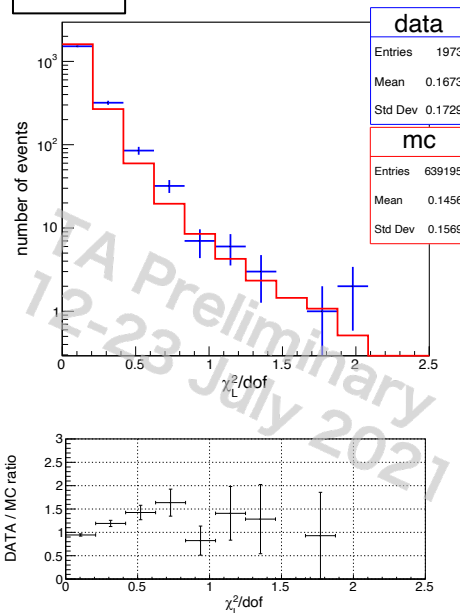 data
Entries 1973
Mean 0.1673
Std Dev 0.1729
mc
Entries 639195
Mean 0.1456
Std Dev 0.1569
number of events
10³
10²
10
1
0 0.5 1 1.5 2 2.5
χ²_L/dof
TA Preliminary
12-23 July 2021
DATA / MC ratio
3
2.5
2
1.5
1
0.5
0
0 0.5 1 1.5 2 2.5
χ²_L/dof